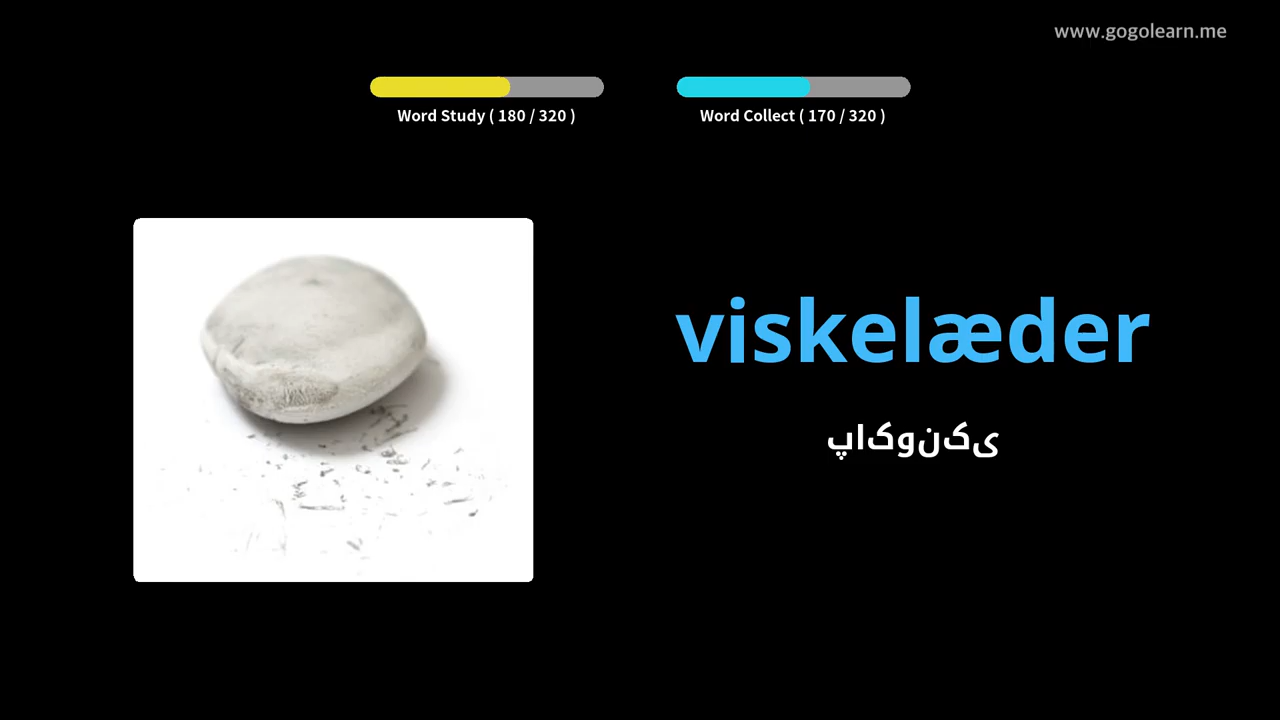 www.gogolearn.me
Word Study ( 180 / 320 )
Word Collect ( 170 / 320 )
viskelæder
پاکونکی